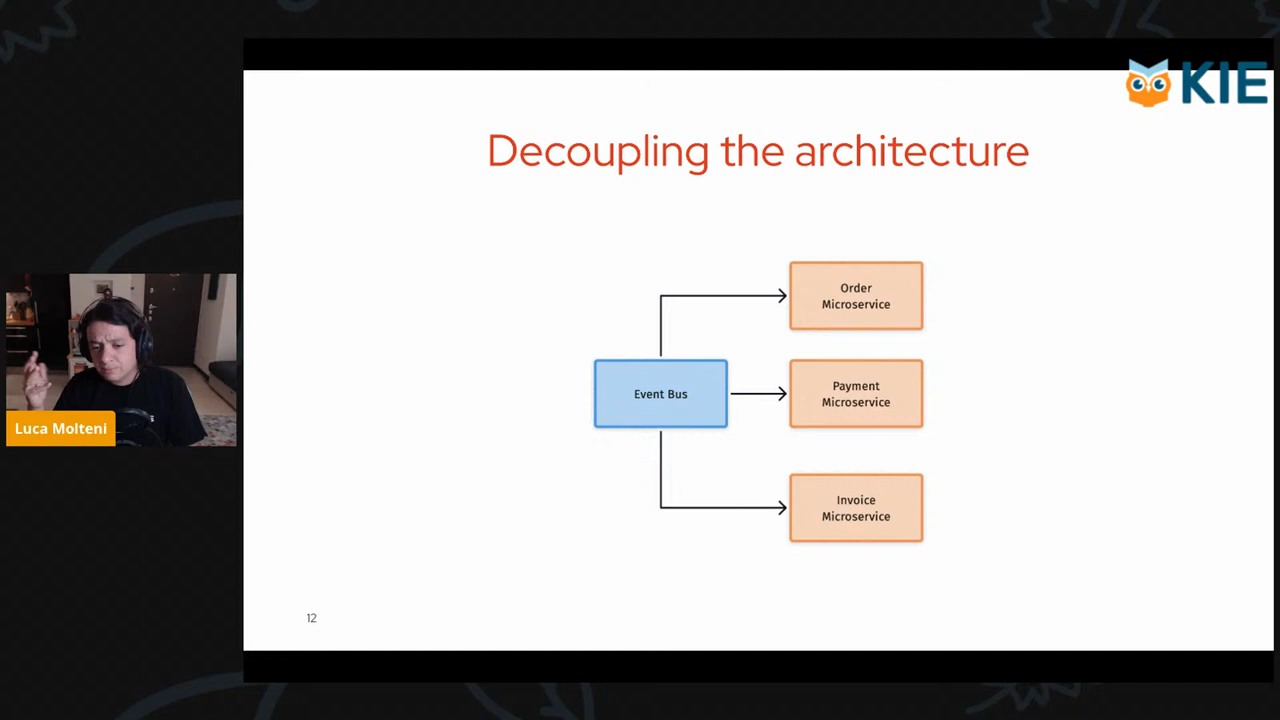 KIE
Decoupling the architecture
Order
Microservice
Event Bus
Payment
Microservice
Invoice
Microservice
Luca Molteni
12